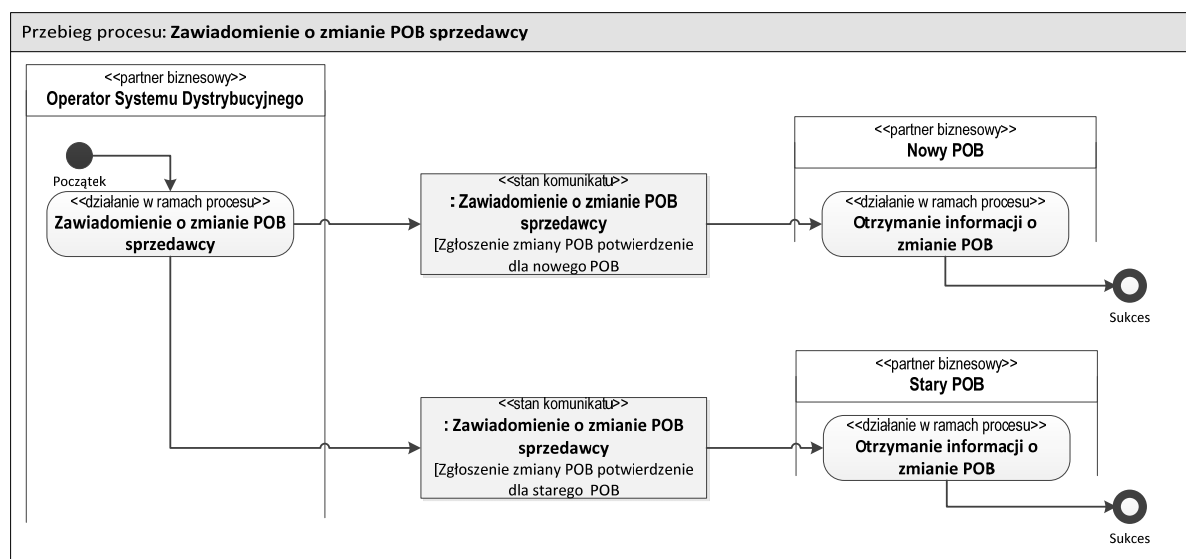 Przebieg procesu: Zawiadomienie o zmianie POB sprzedawcy
<<partner biznesowy>>
Operator Systemu Dystrybucyjnego
Początek
<<działanie w ramach procesu>>
Zawiadomienie o zmianie POB
sprzedawcy
<<stan komunikatu>>
: Zawiadomienie o zmianie POB
sprzedawcy
[Zgłoszenie zmiany POB potwierdzenie
dla nowego POB
<<partner biznesowy>>
Nowy POB
<<działanie w ramach procesu>>
Otrzymanie informacji o
zmianie POB
Sukces
<<stan komunikatu>>
: Zawiadomienie o zmianie POB
sprzedawcy
[Zgłoszenie zmiany POB potwierdzenie
dla starego POB
<<partner biznesowy>>
Stary POB
<<działanie w ramach procesu>>
Otrzymanie informacji o
zmianie POB
Sukces